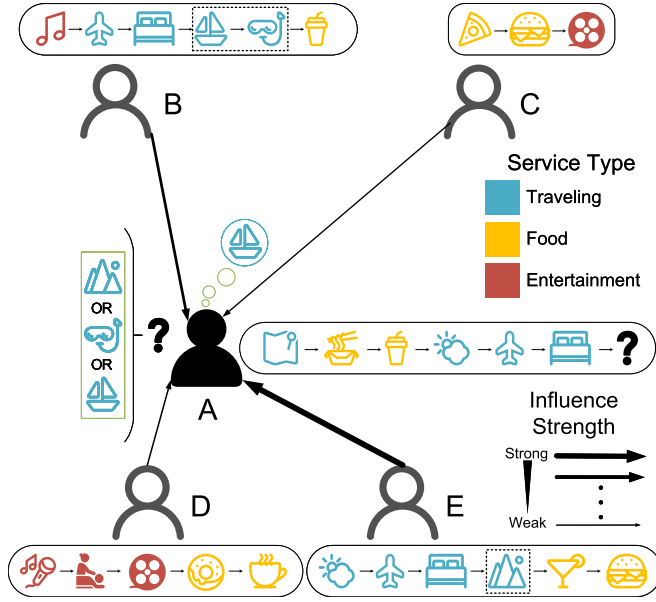 B
C
Service Type
Traveling
Food
Entertainment
OR
?
OR
?
A
Influence
Strength
Strong
Weak
D
E